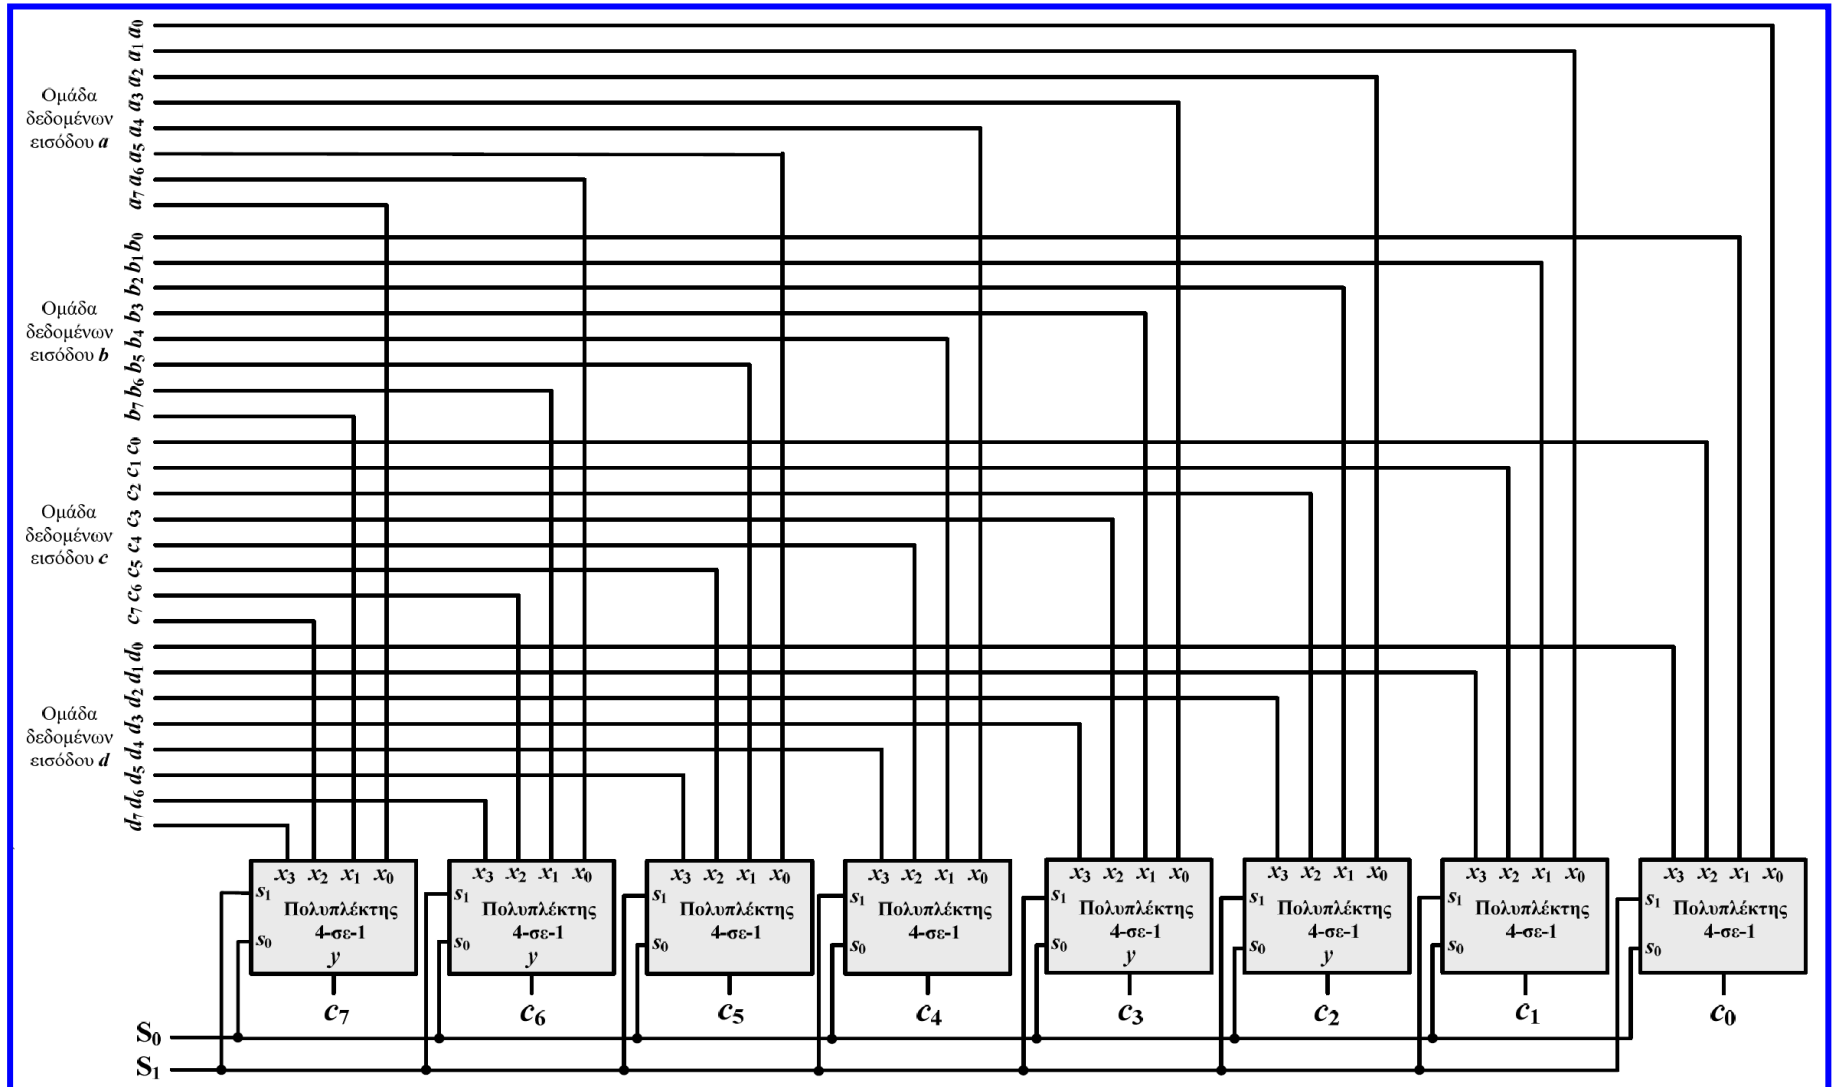 a₀
a₁
a₂
a₃
a₄
a₅
a₆
a₇
Ομάδα
δεδομένων
εισόδου a
b₀
b₁
b₂
b₃
b₄
b₅
b₆
b₇
Ομάδα
δεδομένων
εισόδου b
c₀
c₁
c₂
c₃
c₄
c₅
c₆
c₇
Ομάδα
δεδομένων
εισόδου c
d₀
d₁
d₂
d₃
d₄
d₅
d₆
d₇
Ομάδα
δεδομένων
εισόδου d
x₃ x₂ x₁ x₀
s₁
Πολυπλέκτης
4-σε-1
s₀
y
c₇
x₃ x₂ x₁ x₀
s₁
Πολυπλέκτης
4-σε-1
s₀
y
c₆
x₃ x₂ x₁ x₀
s₁
Πολυπλέκτης
4-σε-1
s₀
c₅
x₃ x₂ x₁ x₀
s₁
Πολυπλέκτης
4-σε-1
s₀
c₄
x₃ x₂ x₁ x₀
s₁
Πολυπλέκτης
4-σε-1
s₀
y
c₃
x₃ x₂ x₁ x₀
s₁
Πολυπλέκτης
4-σε-1
s₀
y
c₂
x₃ x₂ x₁ x₀
s₁
Πολυπλέκτης
4-σε-1
s₀
c₁
x₃ x₂ x₁ x₀
s₁
Πολυπλέκτης
4-σε-1
s₀
c₀
S₀
S₁